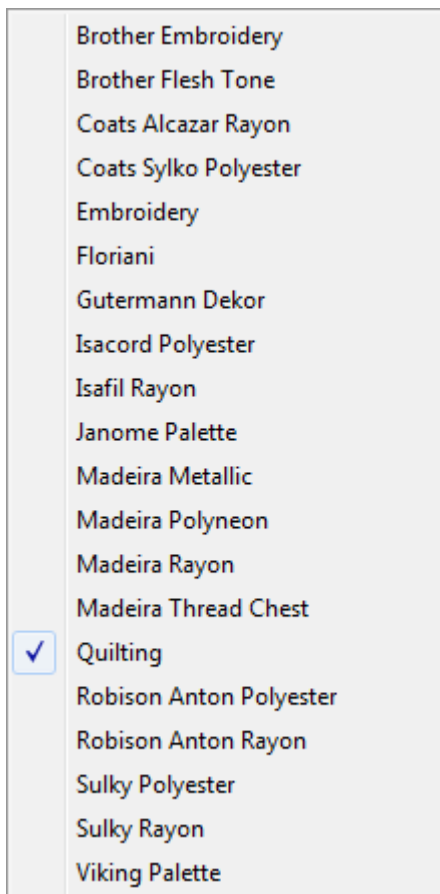 Brother Embroidery
Brother Flesh Tone
Coats Alcazar Rayon
Coats Sylko Polyester
Embroidery
Floriani
Gutermann Dekor
Isacord Polyester
Isafil Rayon
Janome Palette
Madeira Metallic
Madeira Polyneon
Madeira Rayon
Madeira Thread Chest
Quilting
Robison Anton Polyester
Robison Anton Rayon
Sulky Polyester
Sulky Rayon
Viking Palette